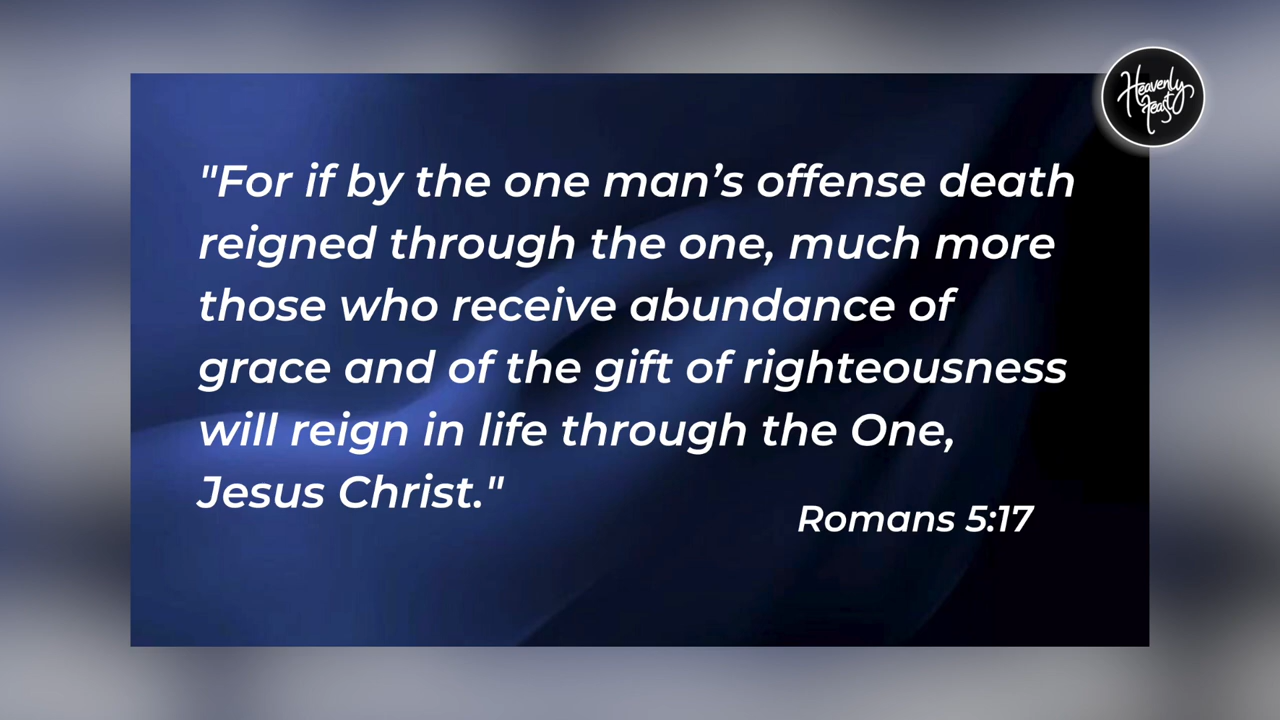 Heavenly
Feast
"For if by the one man’s offense death
reigned through the one, much more
those who receive abundance of
grace and of the gift of righteousness
will reign in life through the One,
Jesus Christ."
Romans 5:17